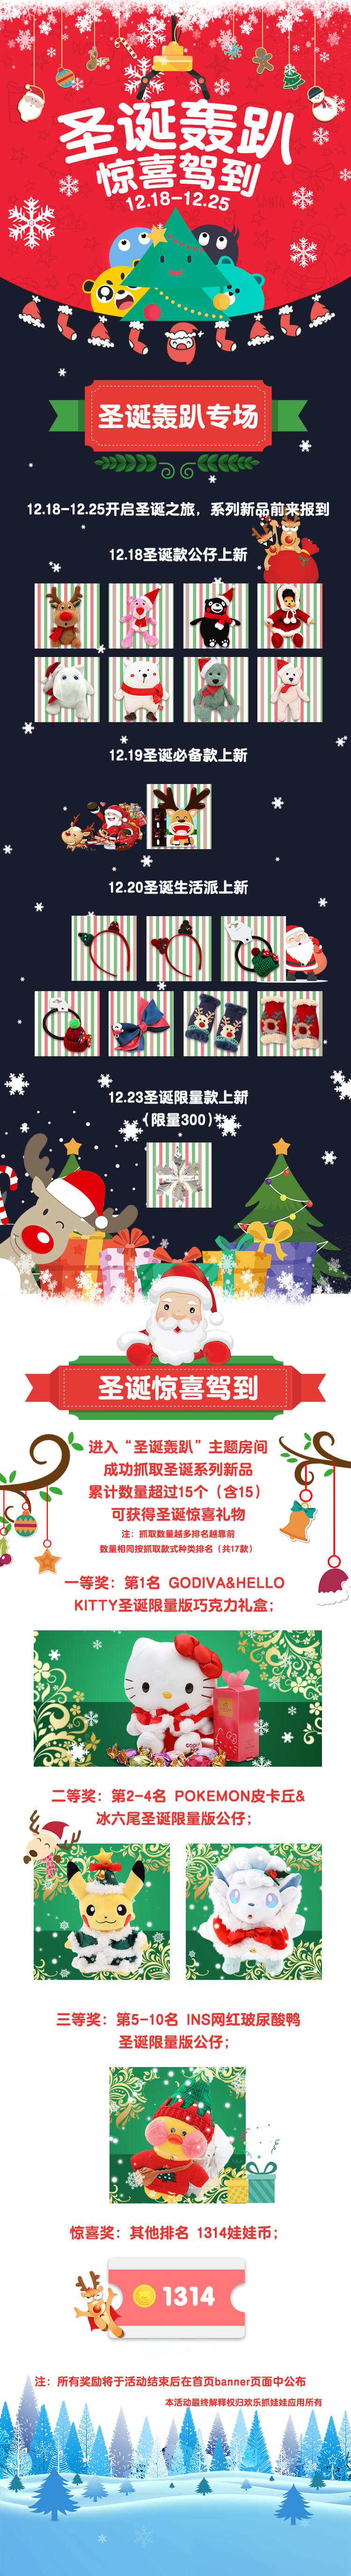 圣诞轰趴
惊喜驾到
12.18-12.25
圣诞轰趴专场
12.18-12.25开启圣诞之旅，系列新品前来报到
12.18圣诞款公仔上新
12.19圣诞必备款上新
12.20圣诞生活派上新
12.23圣诞限量款上新
（限量300）
圣诞惊喜驾到
进入“圣诞轰趴”主题房间
成功抓取圣诞系列新品
累计数量超过15个（含15）
可获得圣诞惊喜礼物
注：抓取数量越多排名越靠前
数量相同按抓取款式种类排名（共17款）
一等奖：第1名 GODIVA&HELLO
KITTY圣诞限量版巧克力礼盒；
二等奖：第2-4名 POKEMON皮卡丘&
冰六尾圣诞限量版公仔；
三等奖：第5-10名 INS网红玻尿酸鸭
圣诞限量版公仔；
惊喜奖：其他排名 1314娃娃币；
1314
注：所有奖励将于活动结束后在首页banner页面中公布
本活动最终解释权归欢乐抓娃娃应用所有